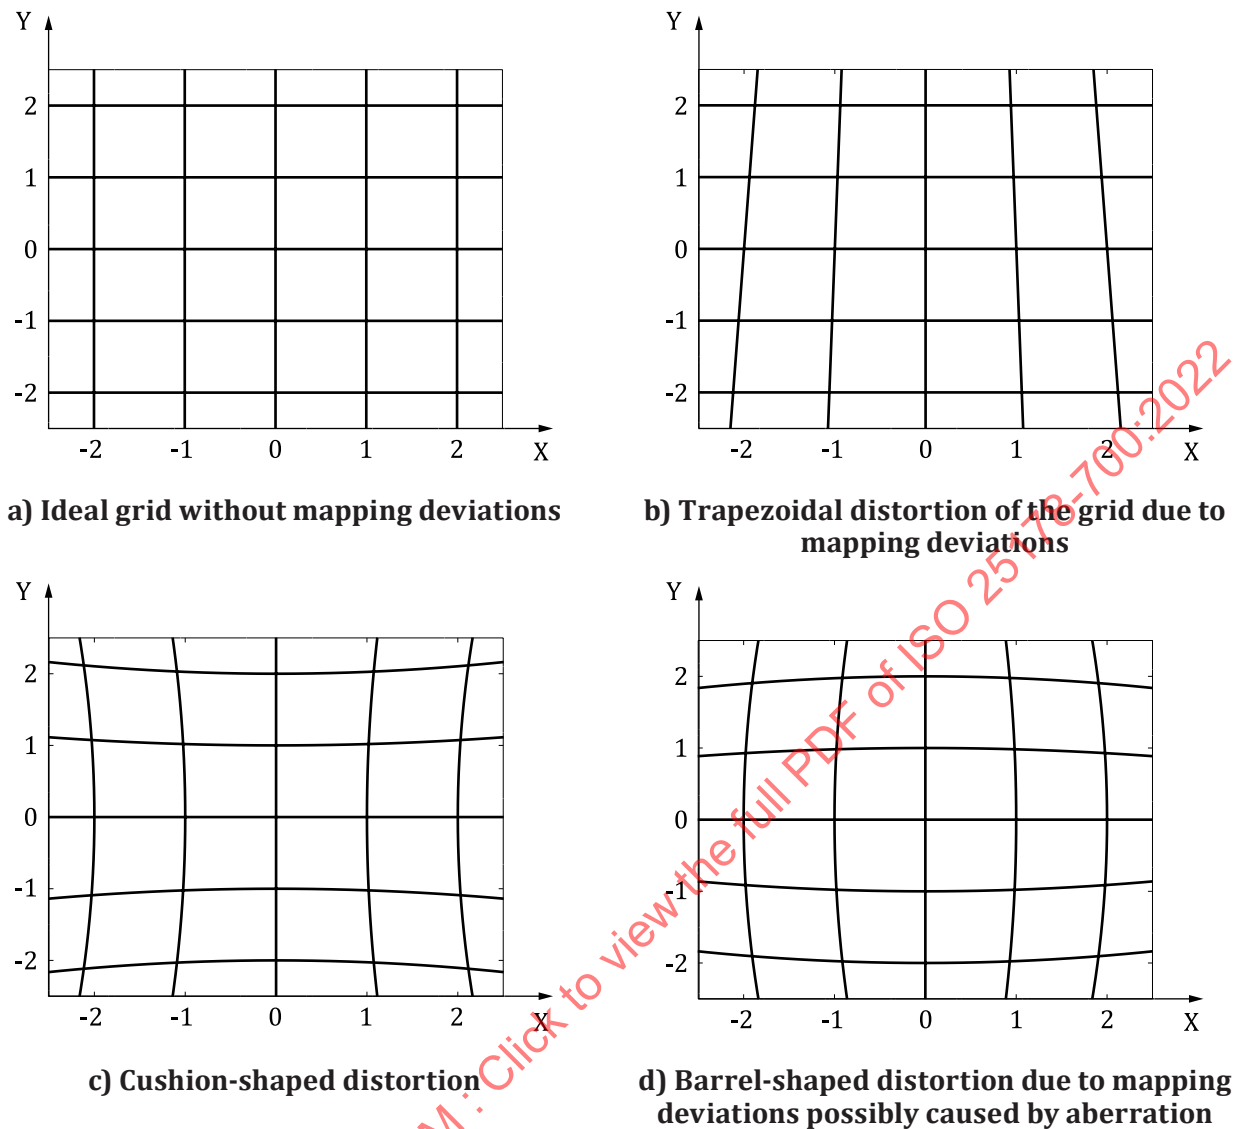 Y
2
1
0
-1
-2
-2 -1 0 1 2 X
a) Ideal grid without mapping deviations
Y
2
1
0
-1
-2
-2 -1 0 1 2 X
b) Trapezoidal distortion of the grid due to
mapping deviations
Y
2
1
0
-1
-2
-2 -1 0 1 2 X
c) Cushion-shaped distortion
Y
2
1
0
-1
-2
-2 -1 0 1 2 X
d) Barrel-shaped distortion due to mapping
deviations possibly caused by aberration
M : Click to view the full PDF of ISO 25178-700:2022